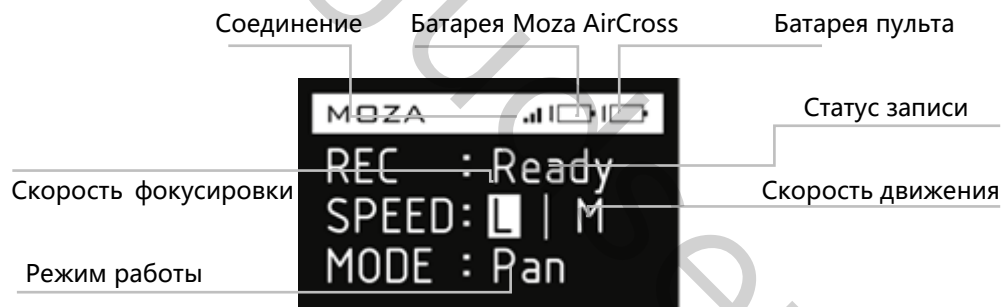 Соединение Батарея Moza AirCross Батарея пульта
MOZA
Статус записи
REC : Ready
Скорость фокусировки
SPEED: L | M
Скорость движения
MODE : Pan
Режим работы